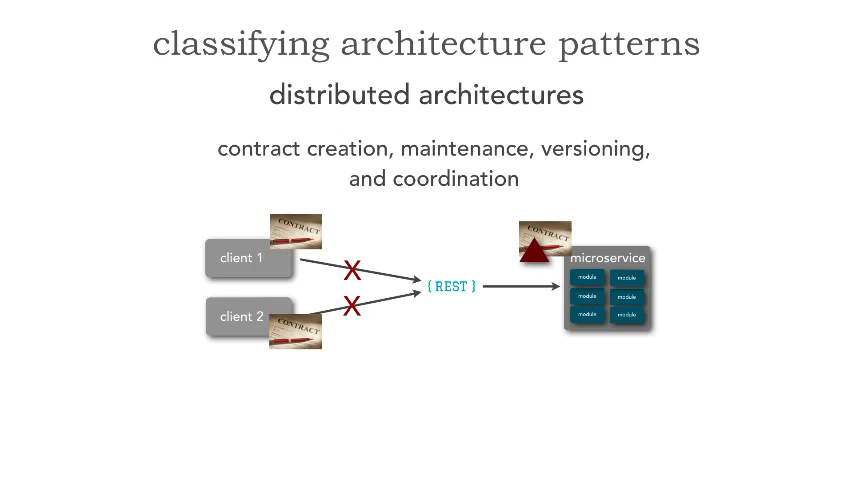 classifying architecture patterns
distributed architectures
contract creation, maintenance, versioning,
and coordination
CONTRACT
client 1
X
CONTRACT
microservice
module module
module module
module module
{REST}
X
client 2
CONTRACT